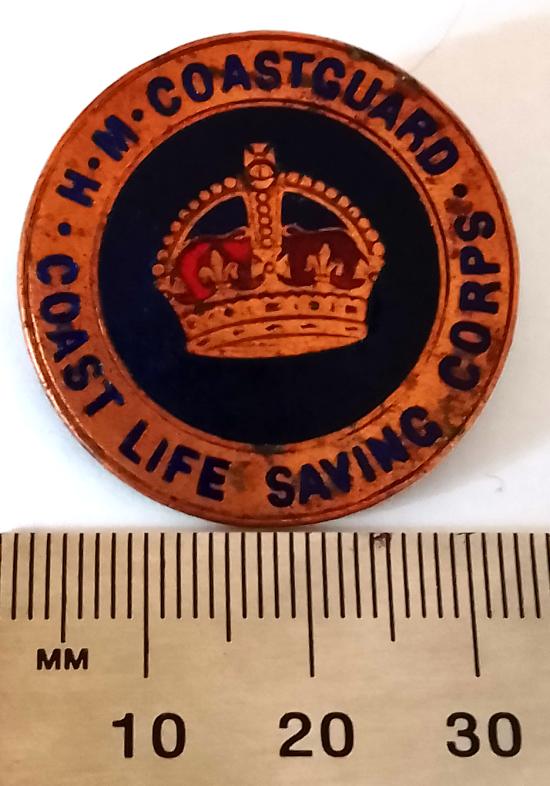 H·M·COASTGUARD·
COAST LIFE SAVING CORPS·
MM
10 20 30